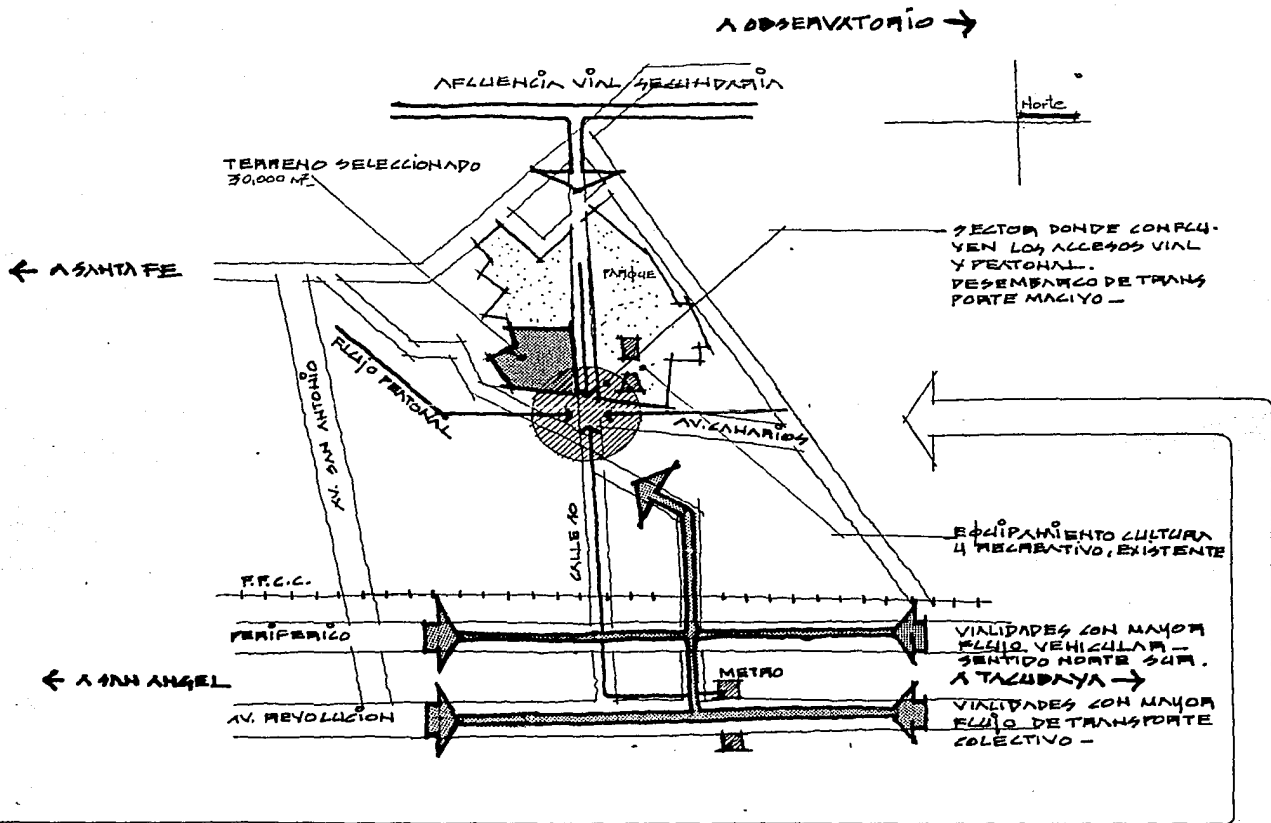 A OBSERVATORIO →
AFLUENCIA VIAL SECUNDARIA
Norte
TERRENO SELECCIONADO
30,000 M²
SECTOR DONDE CONFLU-
YEN LOS ACCESOS VIAL
Y PEATONAL.
DESEMBARCO DE TRANS
PORTE MACIVO –
← A SANTA FE
PARQUE
FLUJO PEATONAL
AV. SAN ANTONIO
AV. CANARIOS
CALLE 10
EQUIPAMIENTO CULTURA
Y RECREATIVO, EXISTENTE
F.F.C.C.
PERIFERICO
VIALIDADES CON MAYOR
FLUJO VEHICULAR –
SENTIDO NORTE SUR.
← A SAN ANGEL
METRO
A TACUBAYA →
AV. REVOLUCION
VIALIDADES CON MAYOR
FLUJO DE TRANSPORTE
COLECTIVO –